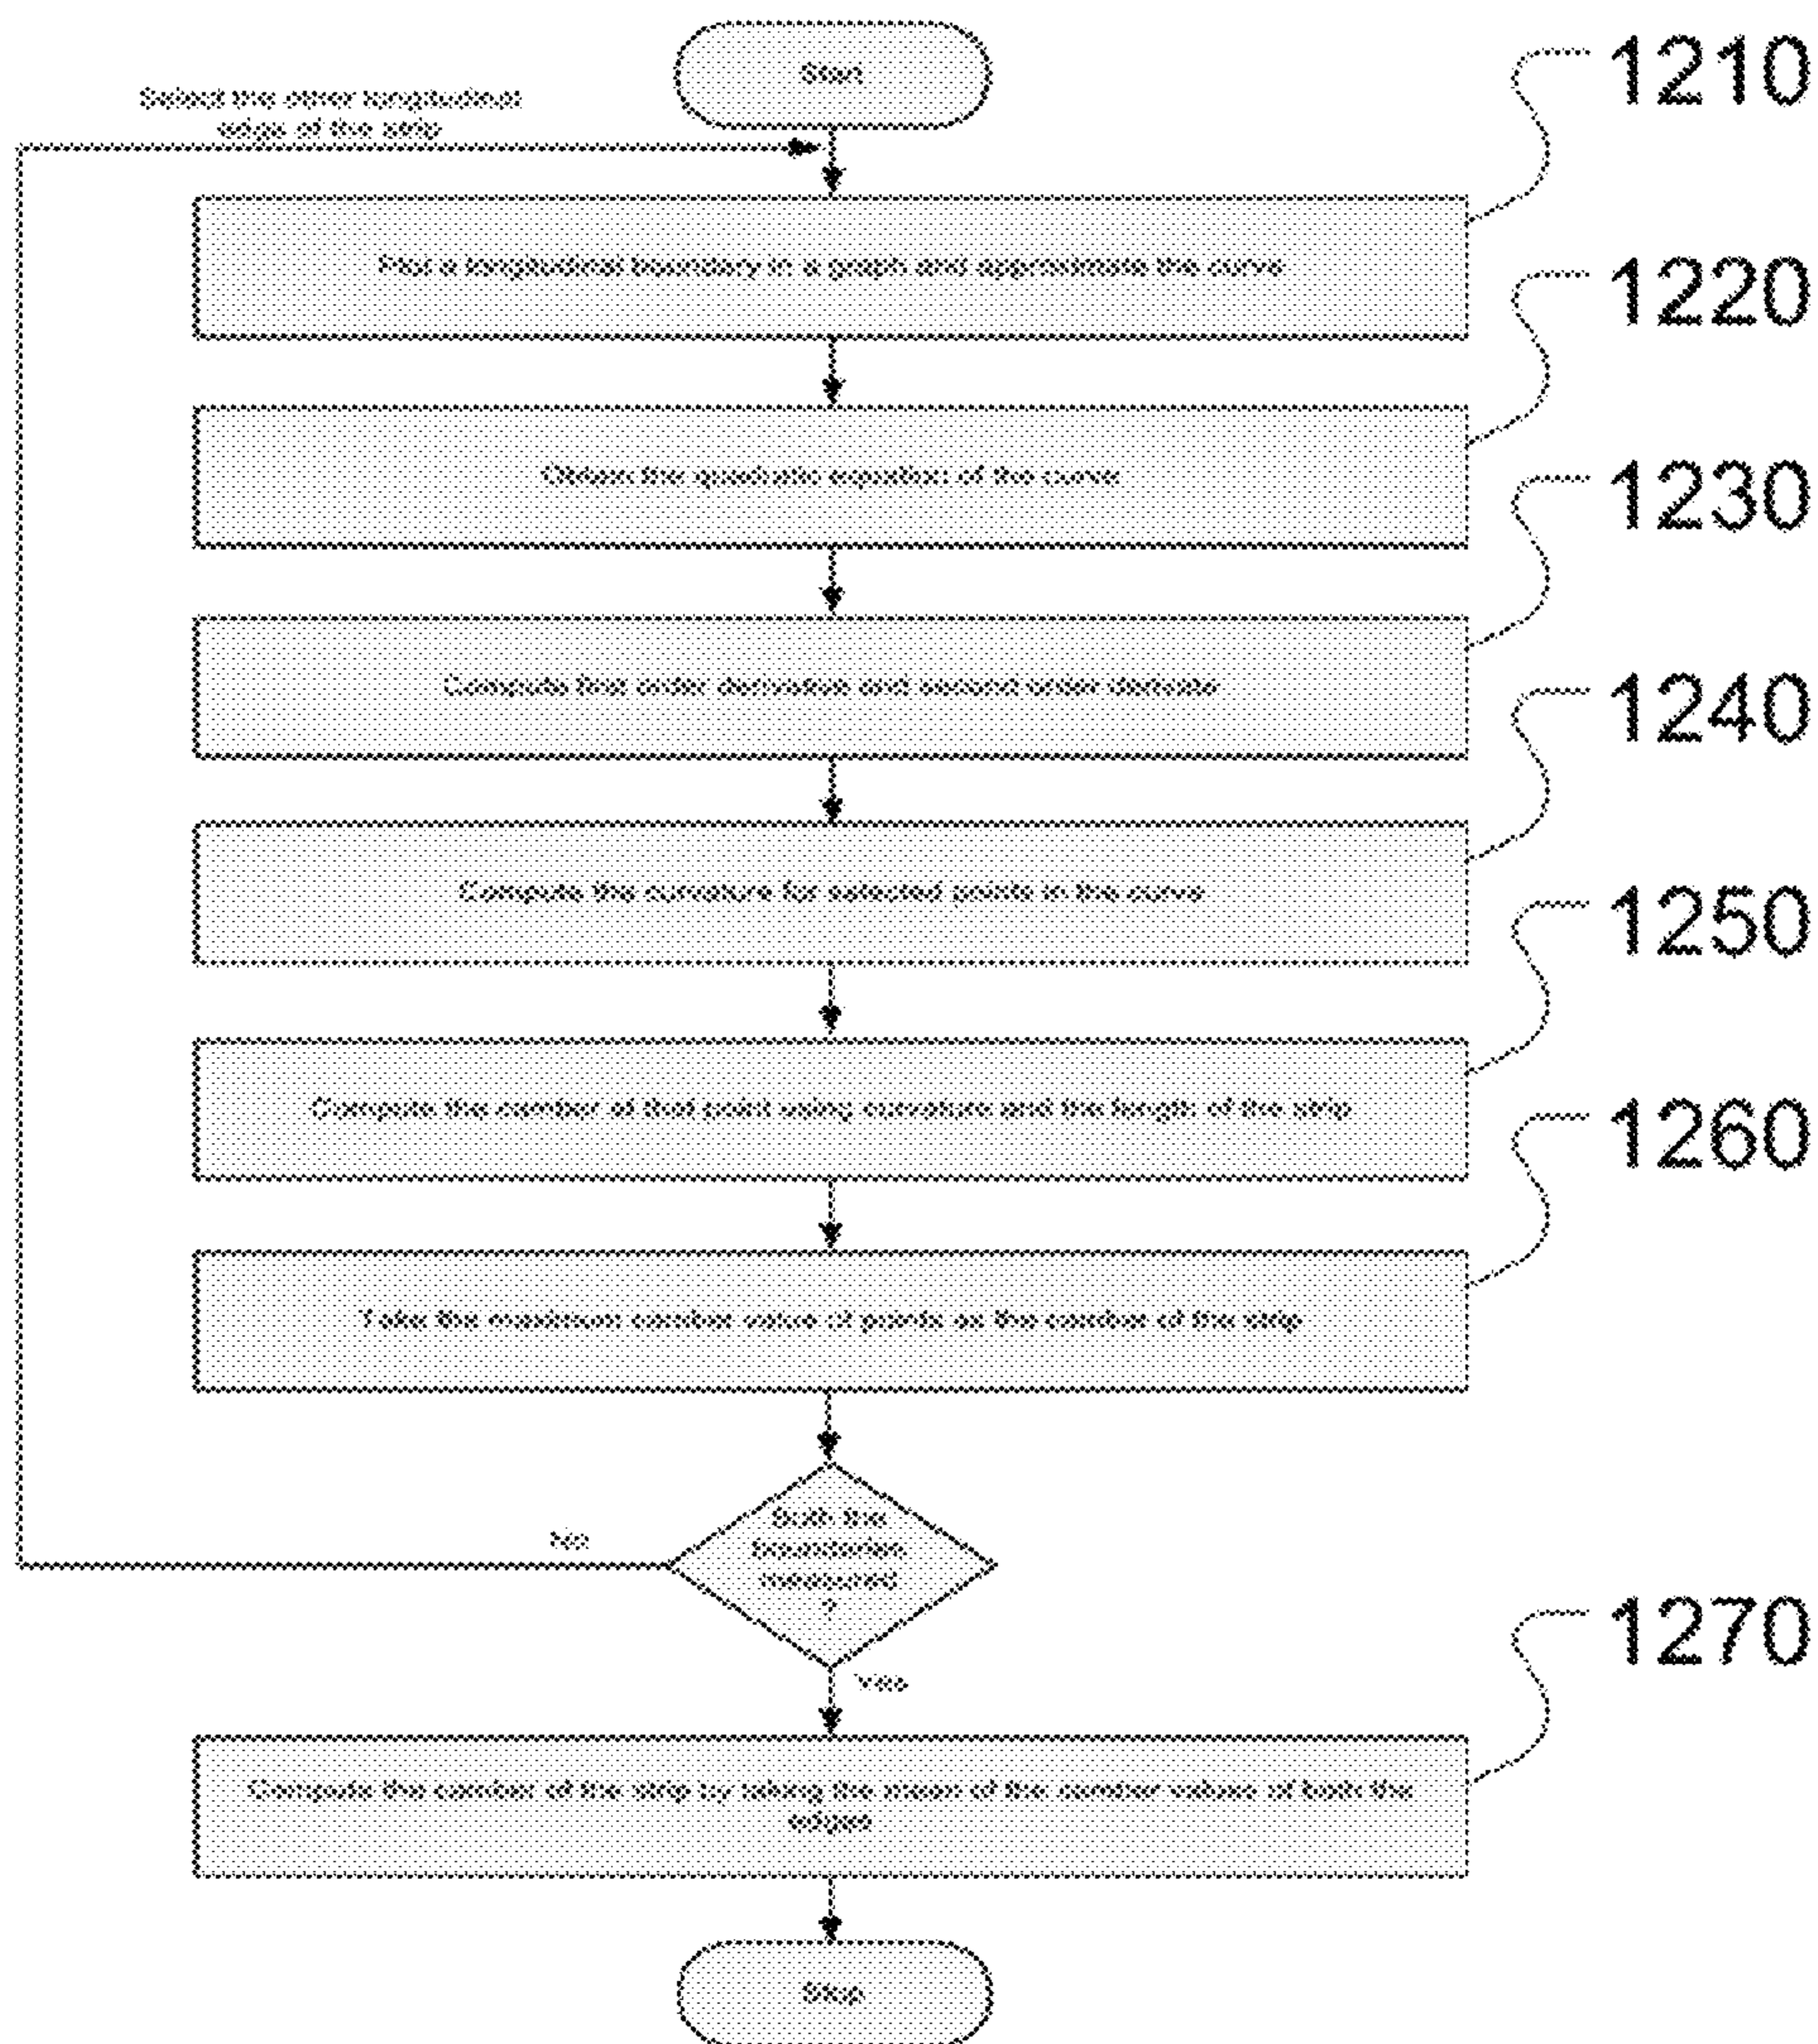 Start
1210
Select the other longitudinal
edge of the strip
Plot a longitudinal boundary in a graph and approximate the curve
1220
Obtain the quadratic equation of the curve
1230
Compute first order derivative and second order derivate
1240
Compute the curvature for selected points in the curve
1250
Compute the camber of that point using curvature and the length of the strip
1260
Take the maximum camber value of points as the camber of the strip
Both the
boundaries
measured
?
No
Yes
1270
Compute the camber of the strip by taking the mean of the camber values of both the
edges
Stop